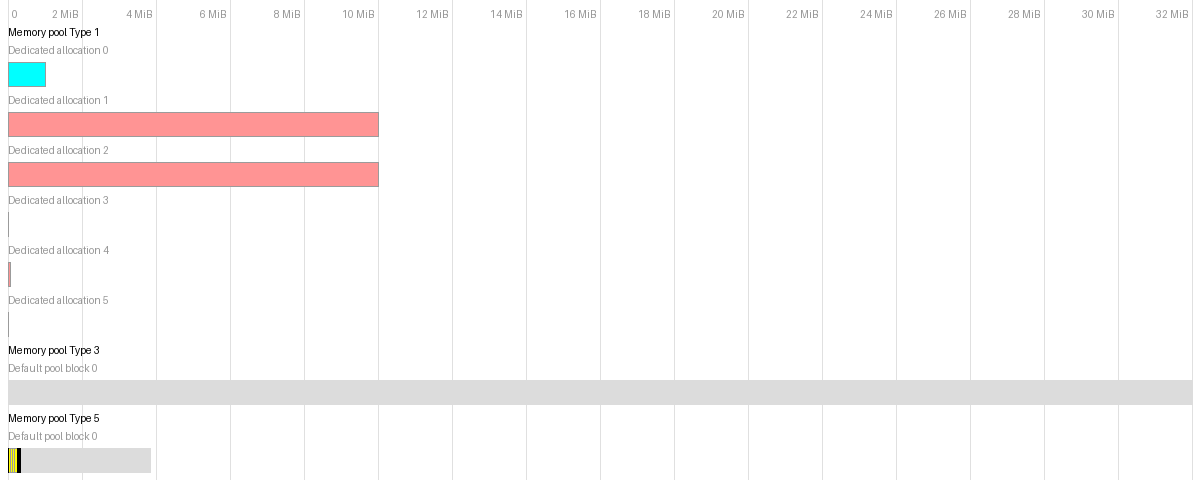 0 2 MiB 4 MiB 6 MiB 8 MiB 10 MiB 12 MiB 14 MiB 16 MiB 18 MiB 20 MiB 22 MiB 24 MiB 26 MiB 28 MiB 30 MiB 32 MiB
Memory pool Type 1
Dedicated allocation 0
Dedicated allocation 1
Dedicated allocation 2
Dedicated allocation 3
Dedicated allocation 4
Dedicated allocation 5
Memory pool Type 3
Default pool block 0
Memory pool Type 5
Default pool block 0